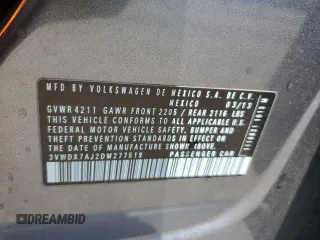 MFD BY VOLKSWAGEN DE MEXICO S.A. DE C.V.
MEXICO 03/13
GVWR 4211 GAWR FRONT 2205 / REAR 2116 LBS
THIS VEHICLE CONFORMS TO ALL APPLICABLE
FEDERAL MOTOR VEHICLE SAFETY, BUMPER AND
THEFT PREVENTION STANDARDS IN EFFECT ON
THE DATE OF MANUFACTURE SHOWN ABOVE.
3VWDX7AJ2DM277519 PASSENGER CAR
DREAMBID